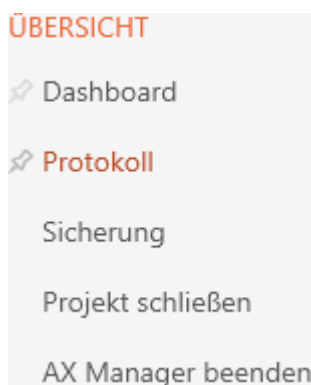 ÜBERSICHT
Dashboard
Protokoll
Sicherung
Projekt schließen
AX Manager beenden